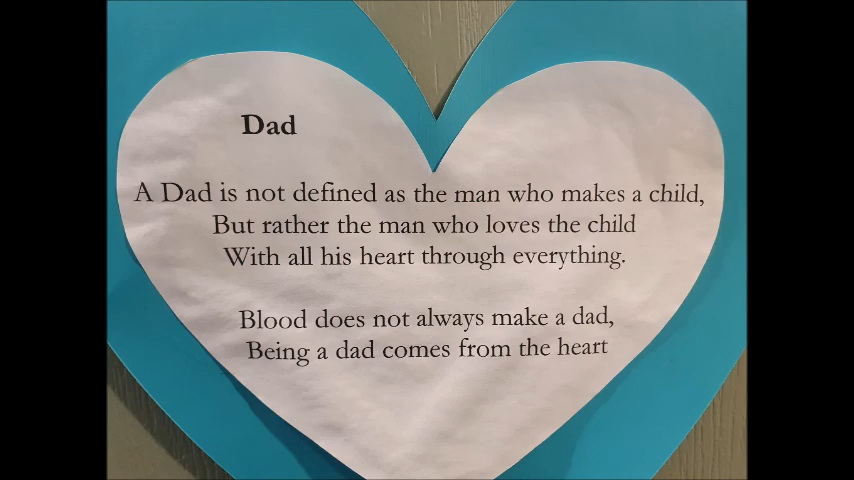 Dad
A Dad is not defined as the man who makes a child,
But rather the man who loves the child
With all his heart through everything.
Blood does not always make a dad,
Being a dad comes from the heart